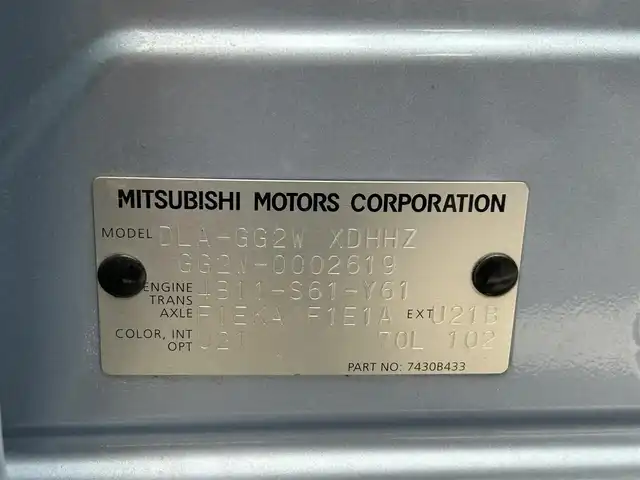 MITSUBISHI MOTORS CORPORATION
MODEL DLA-GG2W XDHHZ
GG2W-0002619
ENGINE 4B11-S61-Y61
TRANS
AXLE F1EKA F1E1A EXT U21B
COLOR, INT J21 70L 102
OPT
PART NO: 7430B433